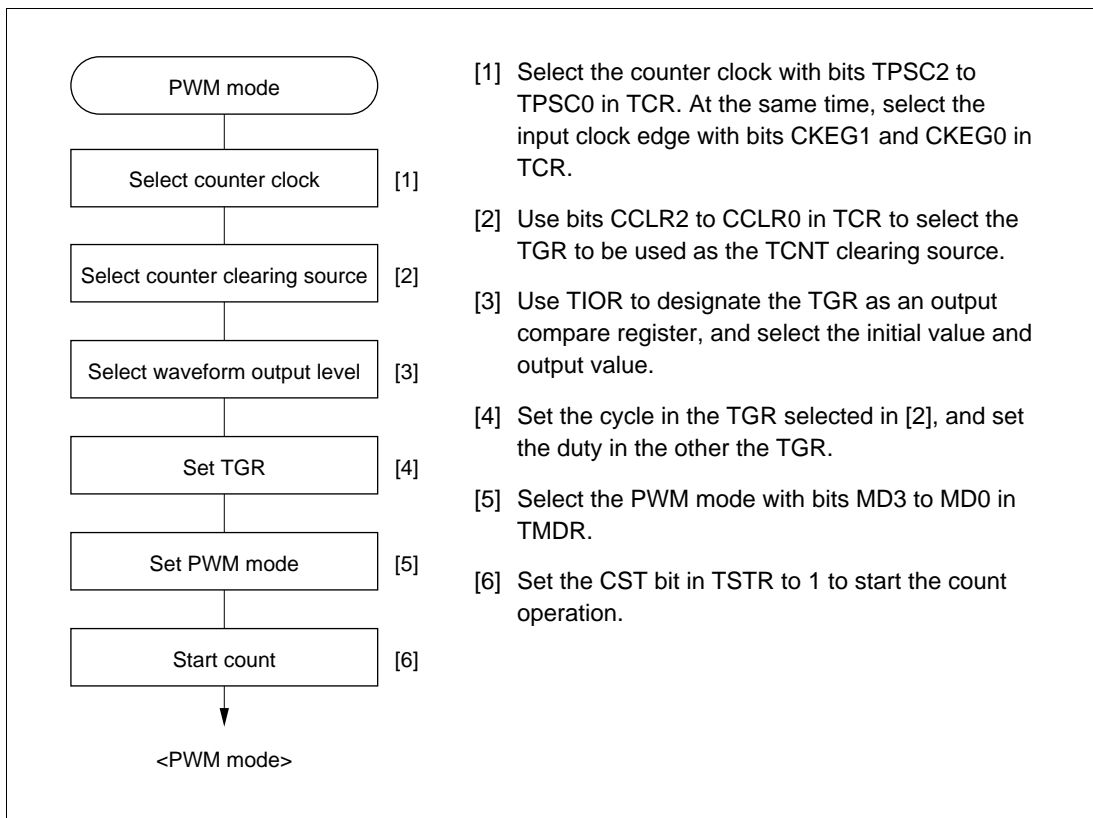 PWM mode
Select counter clock [1]
Select counter clearing source [2]
Select waveform output level [3]
Set TGR [4]
Set PWM mode [5]
Start count [6]
<PWM mode>
[1] Select the counter clock with bits TPSC2 to
TPSC0 in TCR. At the same time, select the
input clock edge with bits CKEG1 and CKEG0 in
TCR.
[2] Use bits CCLR2 to CCLR0 in TCR to select the
TGR to be used as the TCNT clearing source.
[3] Use TIOR to designate the TGR as an output
compare register, and select the initial value and
output value.
[4] Set the cycle in the TGR selected in [2], and set
the duty in the other the TGR.
[5] Select the PWM mode with bits MD3 to MD0 in
TMDR.
[6] Set the CST bit in TSTR to 1 to start the count
operation.